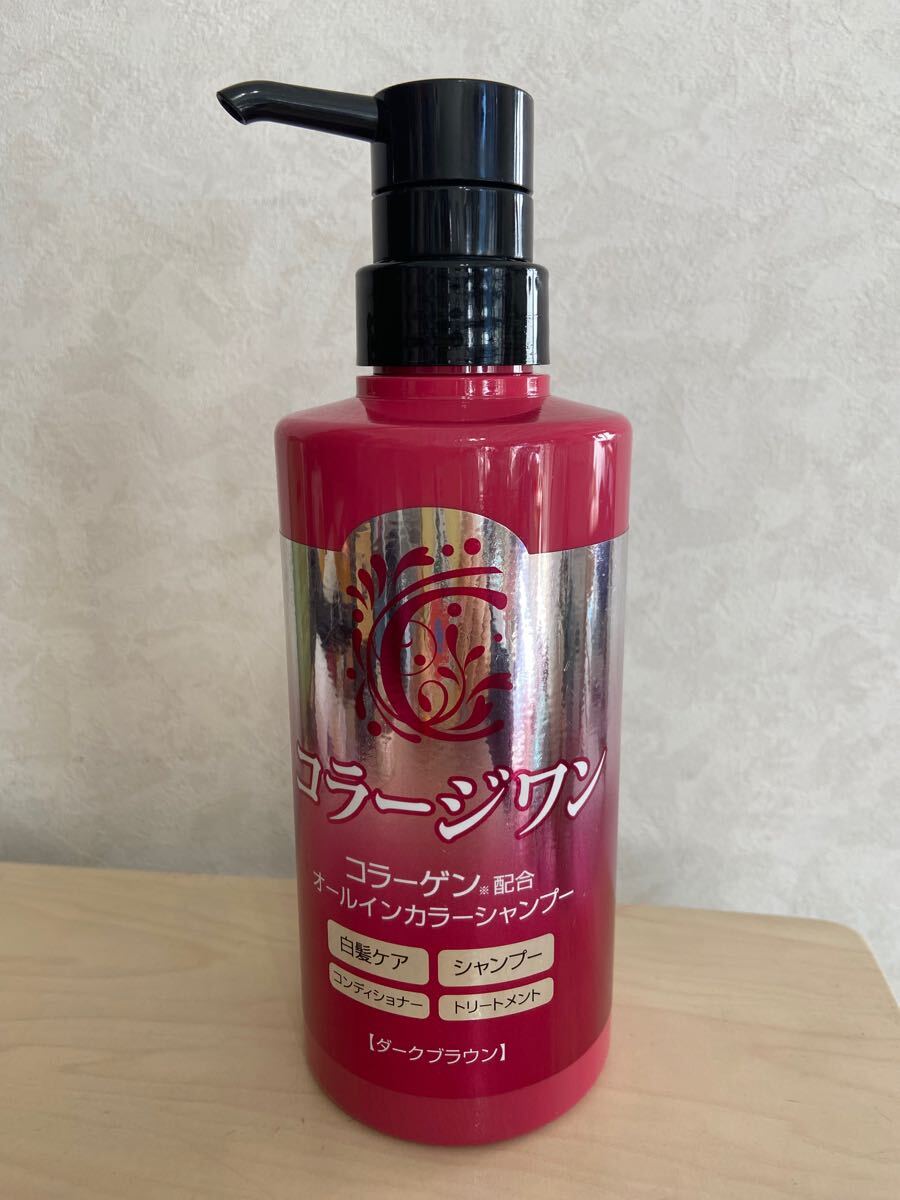 コラージワン
コラーゲン※配合
オールインカラーシャンプー
白髪ケア
シャンプー
コンディショナー
トリートメント
【ダークブラウン】